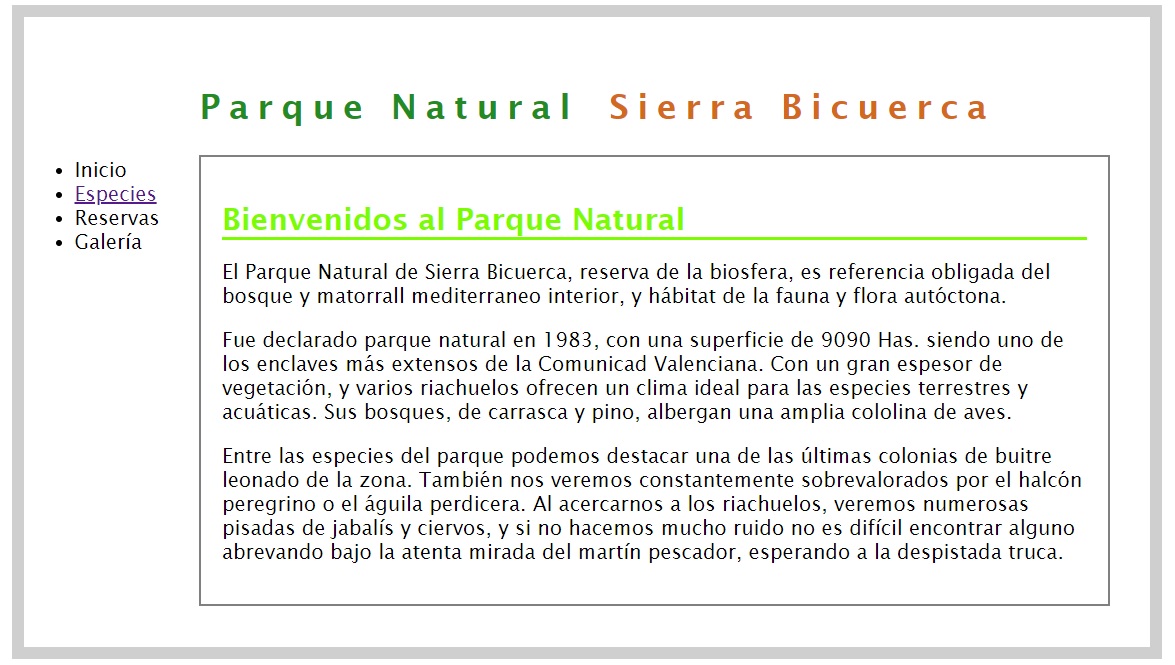 Parque Natural Sierra Bicuerca
Inicio
Especies
Reservas
Galería
Bienvenidos al Parque Natural
El Parque Natural de Sierra Bicuerca, reserva de la biosfera, es referencia obligada del
bosque y matorrall mediterraneo interior, y hábitat de la fauna y flora autóctona.
Fue declarado parque natural en 1983, con una superficie de 9090 Has. siendo uno de
los enclaves más extensos de la Comunicad Valenciana. Con un gran espesor de
vegetación, y varios riachuelos ofrecen un clima ideal para las especies terrestres y
acuáticas. Sus bosques, de carrasca y pino, albergan una amplia cololina de aves.
Entre las especies del parque podemos destacar una de las últimas colonias de buitre
leonado de la zona. También nos veremos constantemente sobrevalorados por el halcón
peregrino o el águila perdicera. Al acercarnos a los riachuelos, veremos numerosas
pisadas de jabalís y ciervos, y si no hacemos mucho ruido no es difícil encontrar alguno
abrevando bajo la atenta mirada del martín pescador, esperando a la despistada truca.